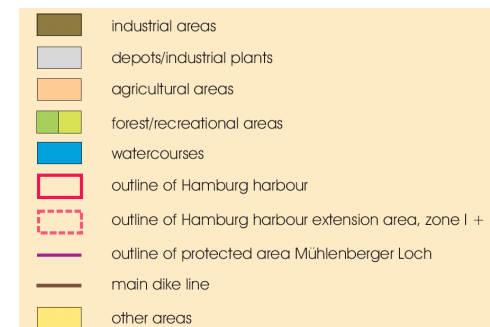 industrial areas
depots/industrial plants
agricultural areas
forest/recreational areas
watercourses
outline of Hamburg harbour
outline of Hamburg harbour extension area, zone I +
outline of protected area Mühlenberger Loch
main dike line
other areas